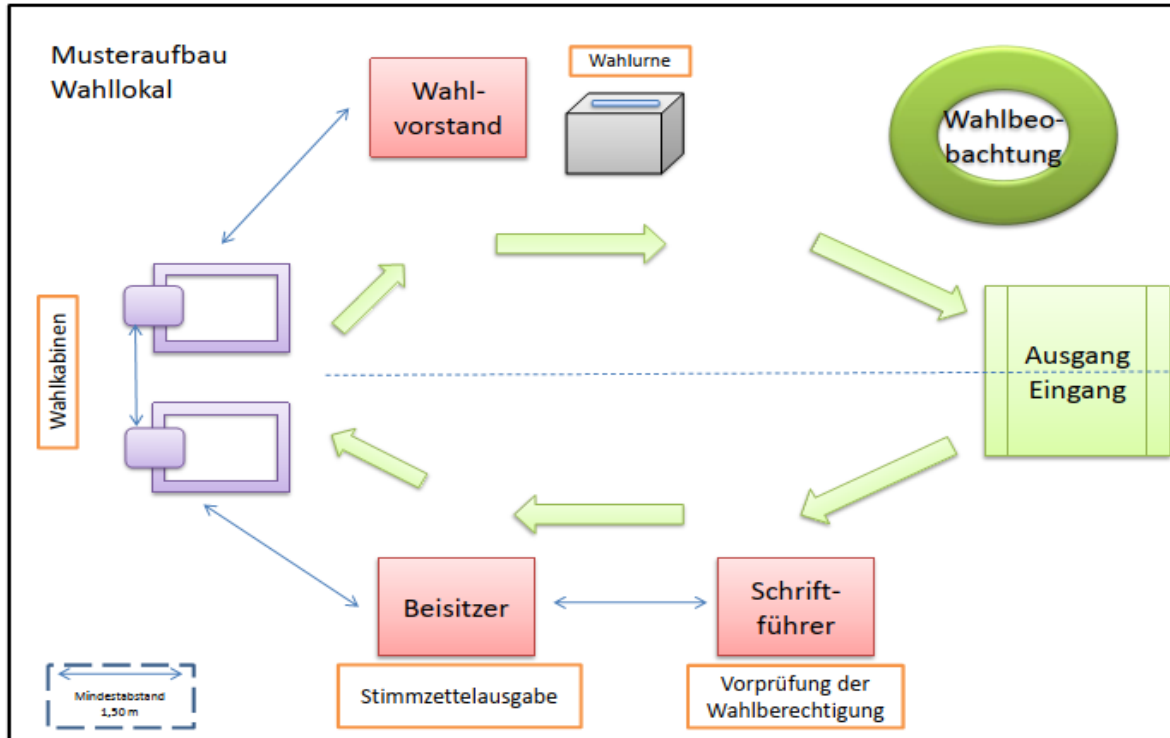 Musteraufbau
Wahllokal
Wahl-
vorstand
Wahlurne
Wahlbeo-
bachtung
Wahlkabinen
Ausgang
Eingang
Beisitzer
Schrift-
führer
Stimmzettelausgabe
Vorprüfung der
Wahlberechtigung
Mindestabstand
1,50 m